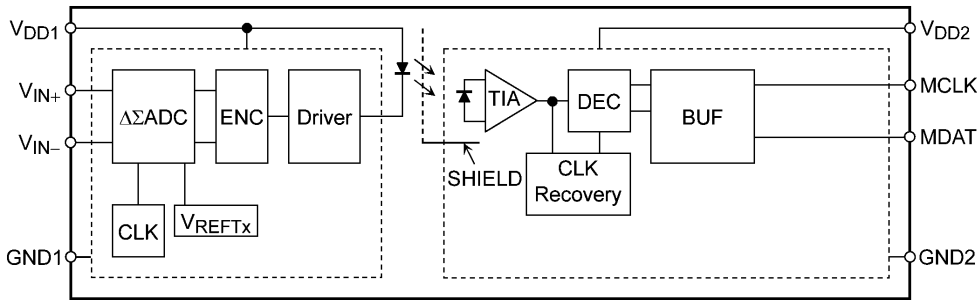 VDD1
VDD2
VIN+
ΔΣADC
ENC
Driver
TIA
DEC
BUF
MCLK
VIN−
MDAT
SHIELD
CLK
Recovery
CLK
VREFTx
GND1
GND2